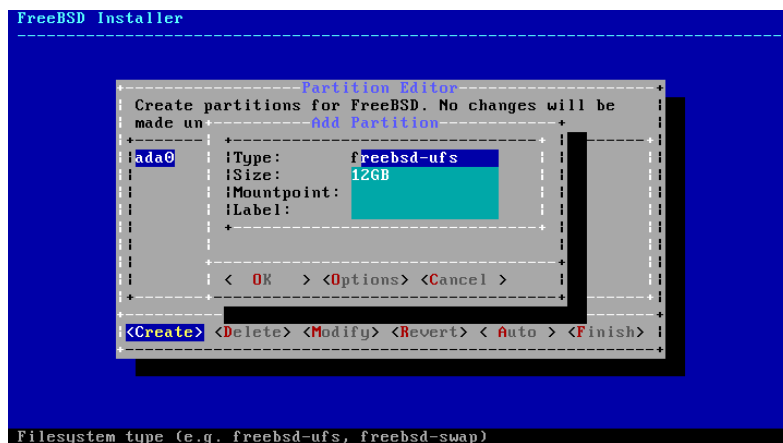 FreeBSD Installer
Partition Editor
Create partitions for FreeBSD. No changes will be
made un
Add Partition
ada0
Type: freebsd-ufs
Size: 12GB
Mountpoint:
Label:
< OK > <Options> <Cancel >
<Create> <Delete> <Modify> <Revert> < Auto > <Finish>
Filesystem type (e.g. freebsd-ufs, freebsd-swap)